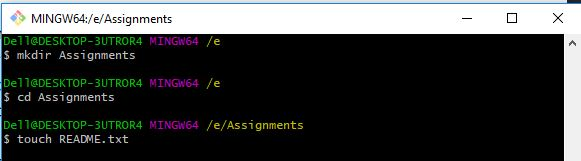 MINGW64:/e/Assignments
Dell@DESKTOP-3UTROR4 MINGW64 /e
$ mkdir Assignments
Dell@DESKTOP-3UTROR4 MINGW64 /e
$ cd Assignments
Dell@DESKTOP-3UTROR4 MINGW64 /e/Assignments
$ touch README.txt